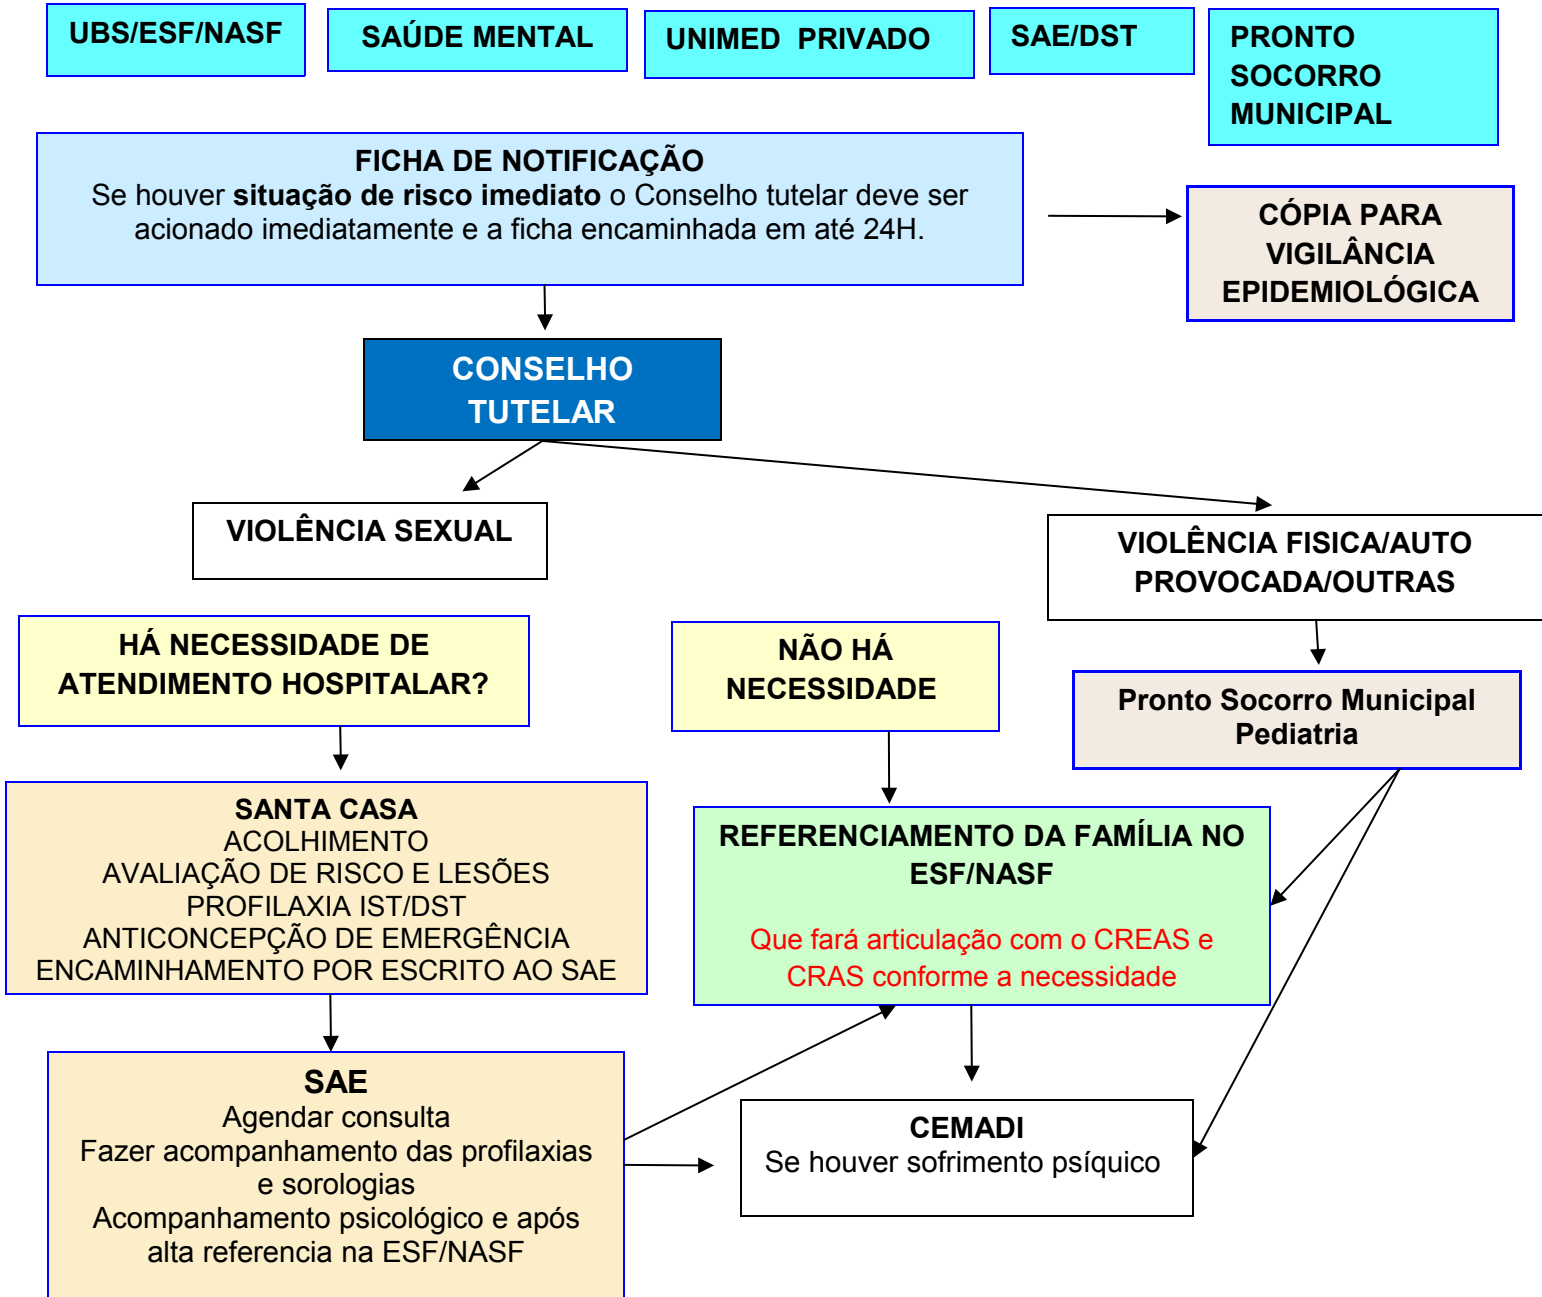 UBS/ESF/NASF
SAÚDE MENTAL
UNIMED PRIVADO
SAE/DST
PRONTO
SOCORRO
MUNICIPAL
FICHA DE NOTIFICAÇÃO
Se houver situação de risco imediato o Conselho tutelar deve ser
acionado imediatamente e a ficha encaminhada em até 24H.
CÓPIA PARA
VIGILÂNCIA
EPIDEMIOLÓGICA
CONSELHO
TUTELAR
VIOLÊNCIA SEXUAL
VIOLÊNCIA FISICA/AUTO
PROVOCADA/OUTRAS
HÁ NECESSIDADE DE
ATENDIMENTO HOSPITALAR?
NÃO HÁ
NECESSIDADE
Pronto Socorro Municipal
Pediatria
SANTA CASA
ACOLHIMENTO
AVALIAÇÃO DE RISCO E LESÕES
PROFILAXIA IST/DST
ANTICONCEPÇÃO DE EMERGÊNCIA
ENCAMINHAMENTO POR ESCRITO AO SAE
REFERENCIAMENTO DA FAMÍLIA NO
ESF/NASF
Que fará articulação com o CREAS e
CRAS conforme a necessidade
SAE
Agendar consulta
Fazer acompanhamento das profilaxias
e sorologias
Acompanhamento psicológico e após
alta referencia na ESF/NASF
CEMADI
Se houver sofrimento psíquico